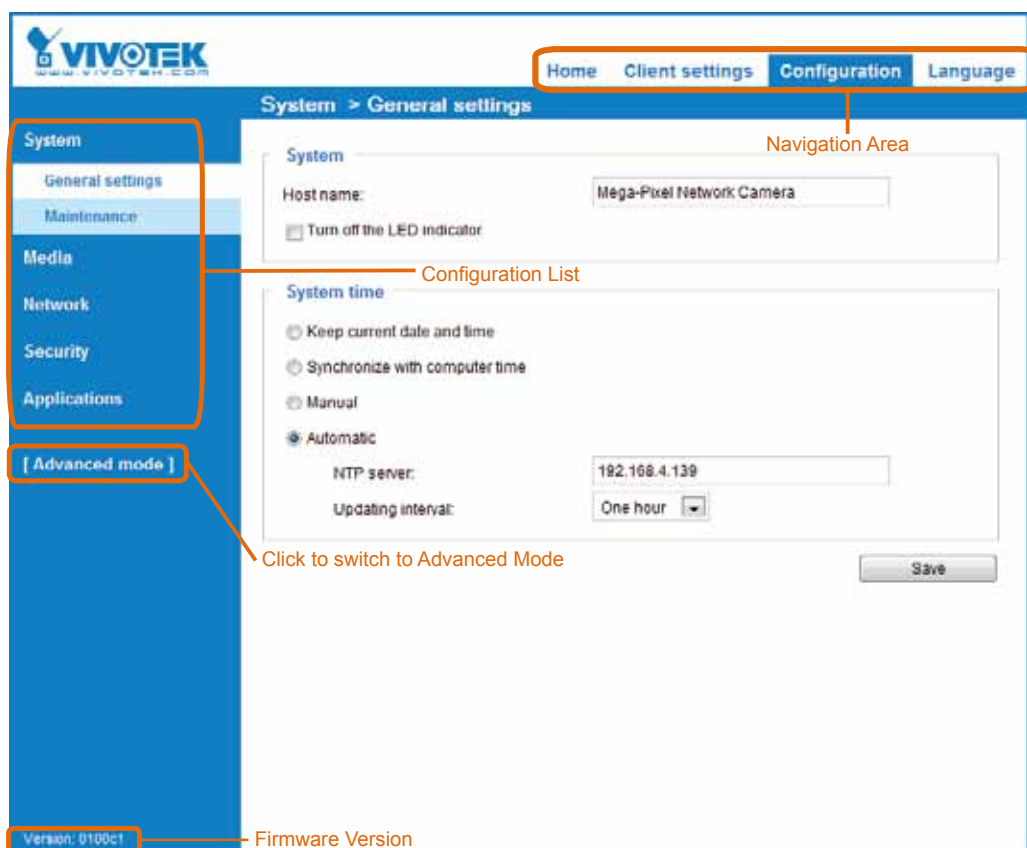 VIVOTEK
www.vivotek.com
Home Client settings Configuration Language
System > General settings
Navigation Area
System
General settings
Maintenance
Media
Network
Security
Applications
[ Advanced mode ]
Configuration List
System
Host name: Mega-Pixel Network Camera
Turn off the LED indicator
System time
Keep current date and time
Synchronize with computer time
Manual
Automatic
NTP server: 192.168.4.139
Updating interval: One hour
Click to switch to Advanced Mode
Save
Version: 0100c1
Firmware Version